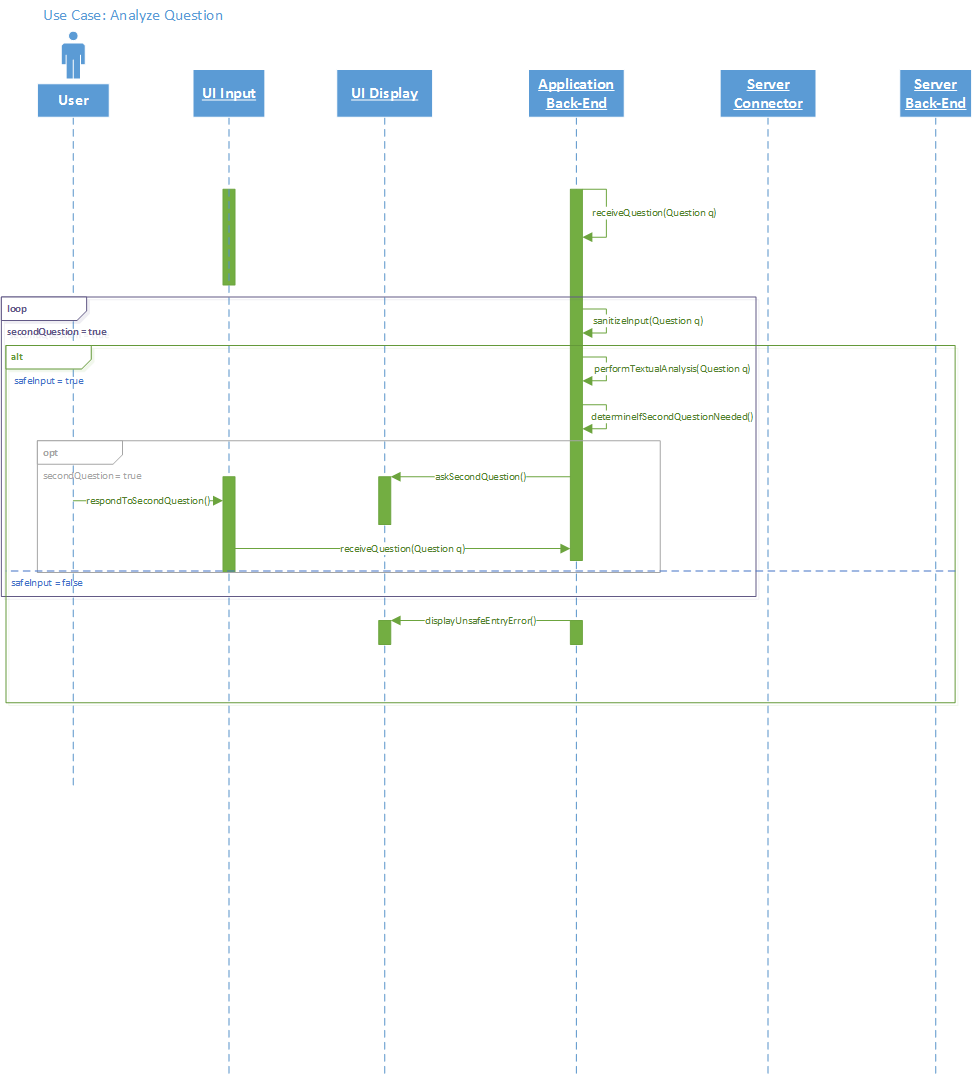 Use Case: Analyze Question
User
UI Input
UI Display
Application
Back-End
Server
Connector
Server
Back-End
receiveQuestion(Question q)
loop
secondQuestion = true
sanitizeInput(Question q)
alt
safeInput = true
performTextualAnalysis(Question q)
determineIfSecondQuestionNeeded()
opt
secondQuestion = true
askSecondQuestion()
respondToSecondQuestion()
receiveQuestion(Question q)
safeInput = false
displayUnsafeEntryError()